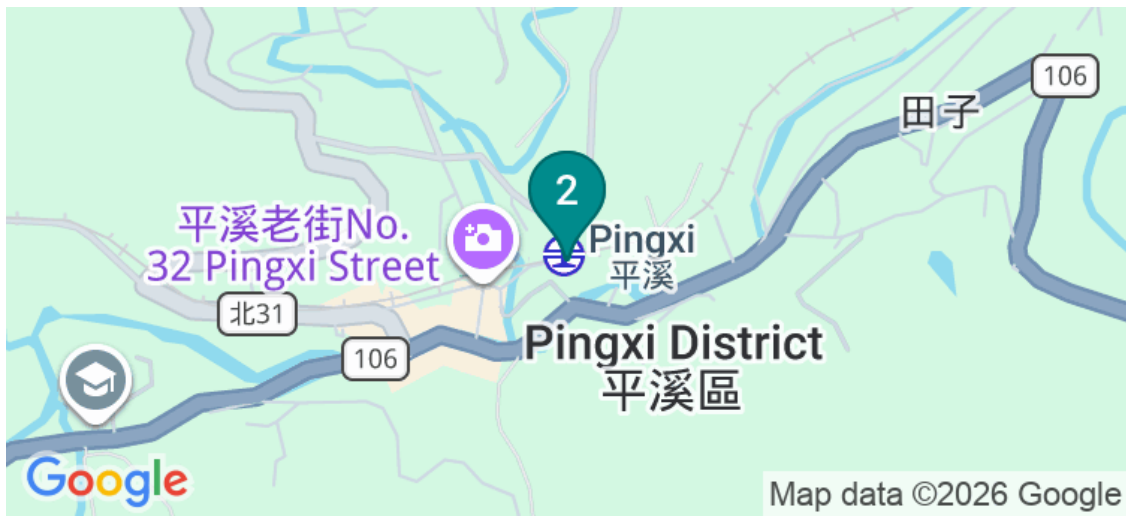 106
田子
2
平溪老街No.
32 Pingxi Street
Pingxi
平溪
北31
106
Pingxi District
平溪區
Google
Map data ©2026 Google